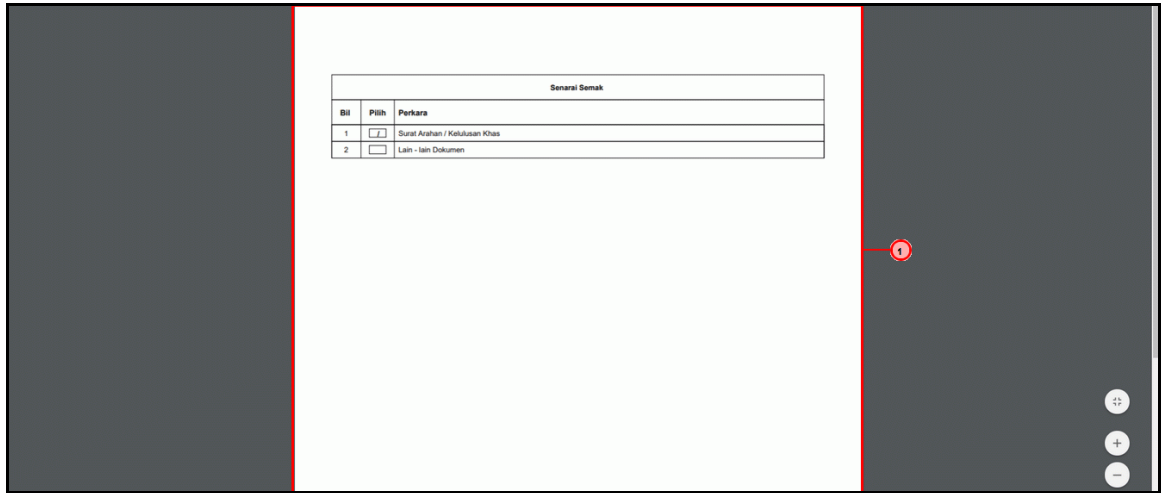 Senarai Semak
Bil Pilih Perkara
1 / Surat Arahan / Kelulusan Khas
2 Lain - lain Dokumen
1